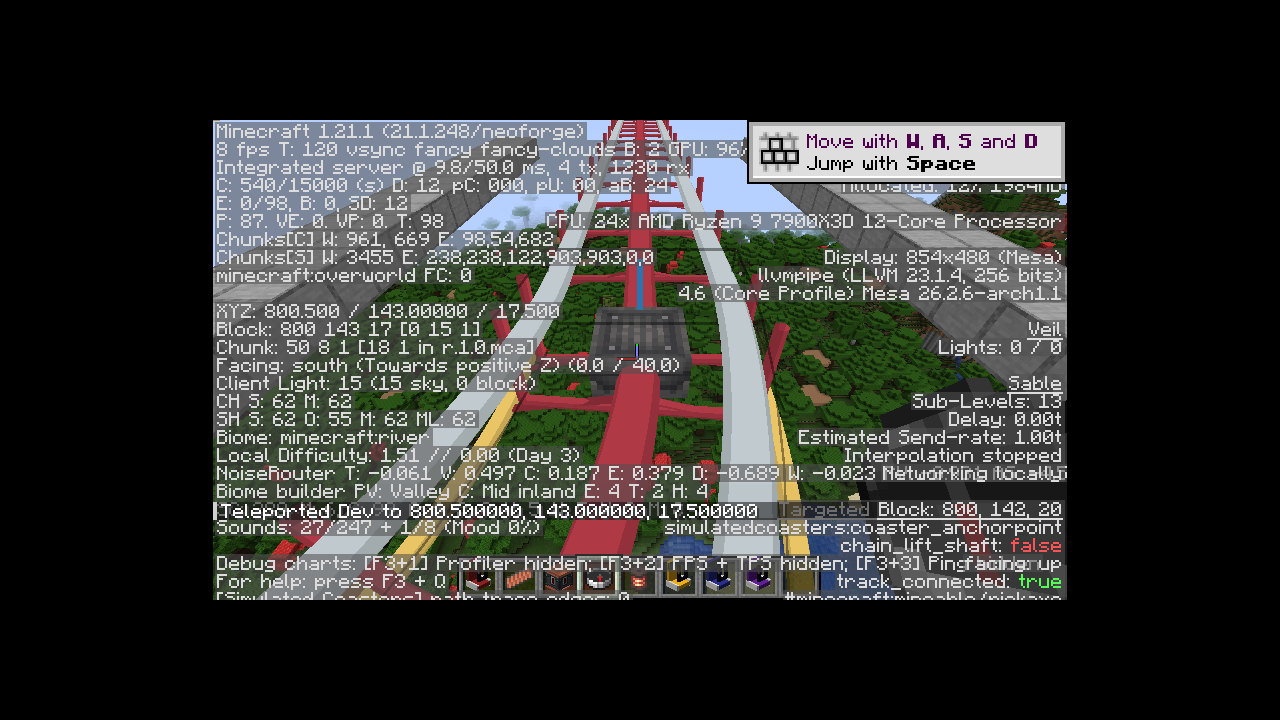 Minecraft 1.21.1 (21.1.248/neoforge)
8 fps T: 120 vsync fancy fancy-clouds B: 2 GPU: 96
Integrated server @ 9.8/50.0 ms, 4 tx, 1230 rx
C: 540/15000 (s) D: 12, pC: 000, pU: 00, aB: 24
E: 0/98, B: 0, SD: 12
P: 87. VE: 0. VP: 0 T: 98
Chunks[C] W: 961, 669 E: 98,54,682
Chunks[S] W: 3455 E: 238,238,122,903,903,0,0
minecraft:overworld FC: 0
XYZ: 800.500 / 143.00000 / 17.500
Block: 800 143 17 [0 15 1]
Chunk: 50 8 1 [18 1 in r.1.0.mca]
Facing: south (Towards positive Z) (0.0 / 40.0)
Client Light: 15 (15 sky, 0 block)
CH S: 62 M: 62
SH S: 62 O: 55 M: 62 ML: 62
Biome: minecraft:river
Local Difficulty: 1.51 // 0.00 (Day 3)
NoiseRouter T: -0.061 V: 0.497 C: 0.187 E: 0.379 D: -0.689 W: -0.023
Biome builder PV: Valley C: Mid inland E: 4 T: 2 H: 4
Teleported Dev to 800.500000, 143.000000, 17.500000
Sounds: 27/247 + 1/8 (Mood 0%)
Debug charts: [F3+1] Profiler hidden; [F3+2] FPS + TPS hidden; [F3+3] Ping
For help: press F3 + Q
[Simulated Coasters] path trace edges: 0
Move with W, A, S and D
Jump with Space
CPU: 24x AMD Ryzen 9 7900X3D 12-Core Processor
Display: 854x480 (Mesa)
llvmpipe (LLVM 23.1.4, 256 bits)
4.6 (Core Profile) Mesa 26.2.6-arch1.1
Veil
Lights: 0 / 0
Sable
Sub-Levels: 13
Delay: 0.00t
Estimated Send-rate: 1.00t
Interpolation stopped
Networking locally
Targeted Block: 800, 142, 20
simulatedcoasters:coaster_anchorpoint
chain_lift_shaft: false
facing: up
track_connected: true
#minecraft:mineable/pickaxe